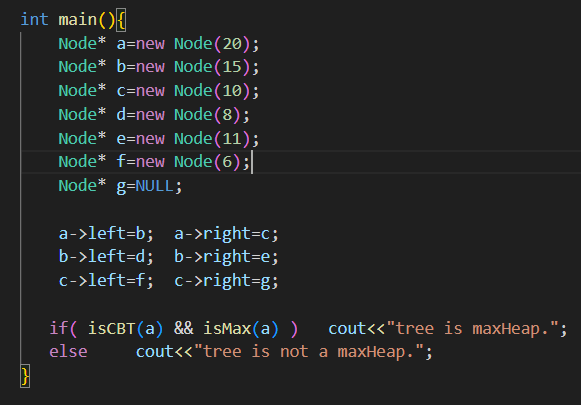 int main(){
Node* a=new Node(20);
Node* b=new Node(15);
Node* c=new Node(10);
Node* d=new Node(8);
Node* e=new Node(11);
Node* f=new Node(6);
Node* g=NULL;
a->left=b;  a->right=c;
b->left=d;  b->right=e;
c->left=f;  c->right=g;
if( isCBT(a) && isMax(a) )   cout<<"tree is maxHeap.";
else     cout<<"tree is not a maxHeap.";
}